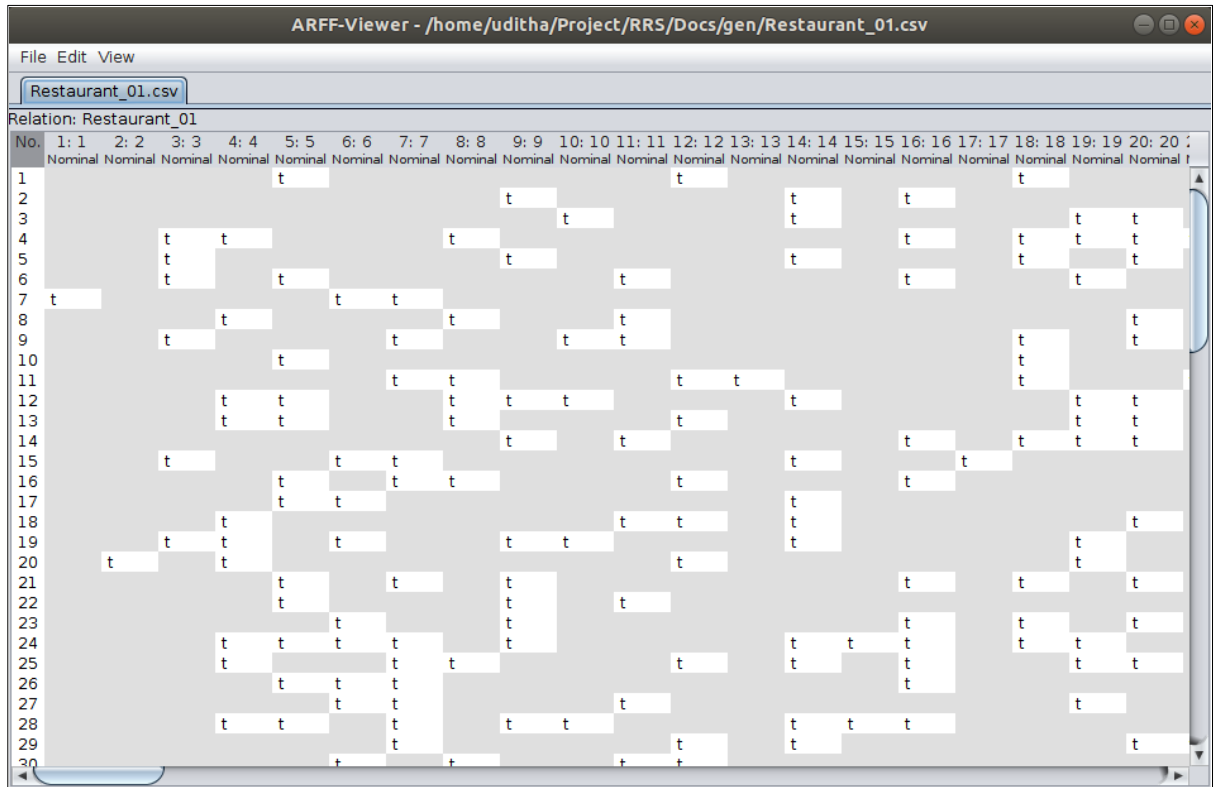 ARFF-Viewer - /home/uditha/Project/RRS/Docs/gen/Restaurant_01.csv
File Edit View
Restaurant_01.csv
Relation: Restaurant_01
No. 1: 1 2: 2 3: 3 4: 4 5: 5 6: 6 7: 7 8: 8 9: 9 10: 10 11: 11 12: 12 13: 13 14: 14 15: 15 16: 16 17: 17 18: 18 19: 19 20: 20
Nominal Nominal Nominal Nominal Nominal Nominal Nominal Nominal Nominal Nominal Nominal Nominal Nominal Nominal Nominal Nominal Nominal Nominal Nominal Nominal
1 t t t
2 t t t
3 t t t t
4 t t t t t t t
5 t t t t t
6 t t t t t
7 t t t
8 t t t t
9 t t t t t t
10 t t
11 t t t t t
12 t t t t t t t t
13 t t t t t t
14 t t t t t t
15 t t t t t
16 t t t t t
17 t t t
18 t t t t t
19 t t t t t t t
20 t t t t
21 t t t t t t
22 t t t
23 t t t t t
24 t t t t t t t t t t
25 t t t t t t t t
26 t t t t
27 t t t t
28 t t t t t t t t
29 t t t t
30 t t t t